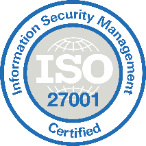 Information Security Management
ISO
27001
Certified